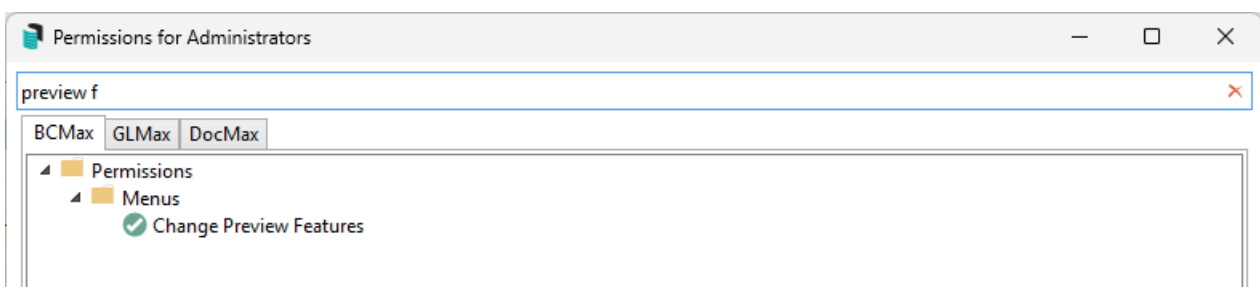 Permissions for Administrators
preview f
BCMax GLMax DocMax
Permissions
Menus
Change Preview Features